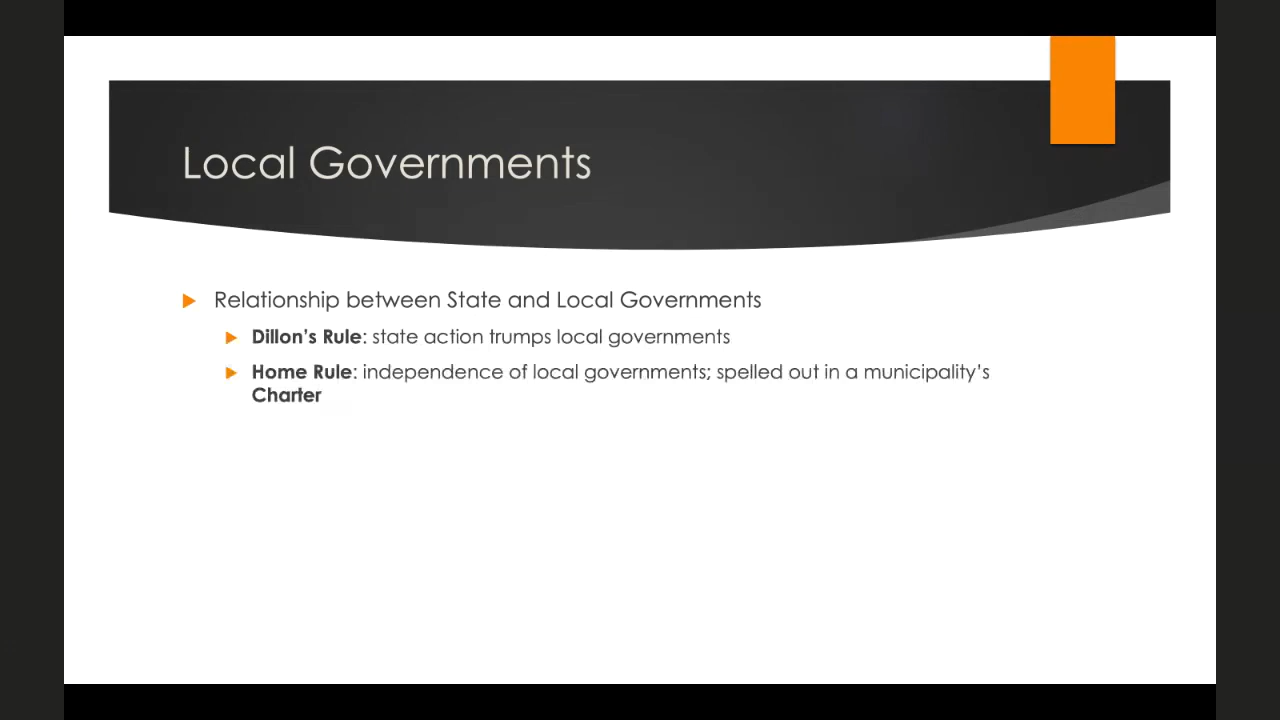 Local Governments
Relationship between State and Local Governments
Dillon’s Rule: state action trumps local governments
Home Rule: independence of local governments; spelled out in a municipality’s
Charter